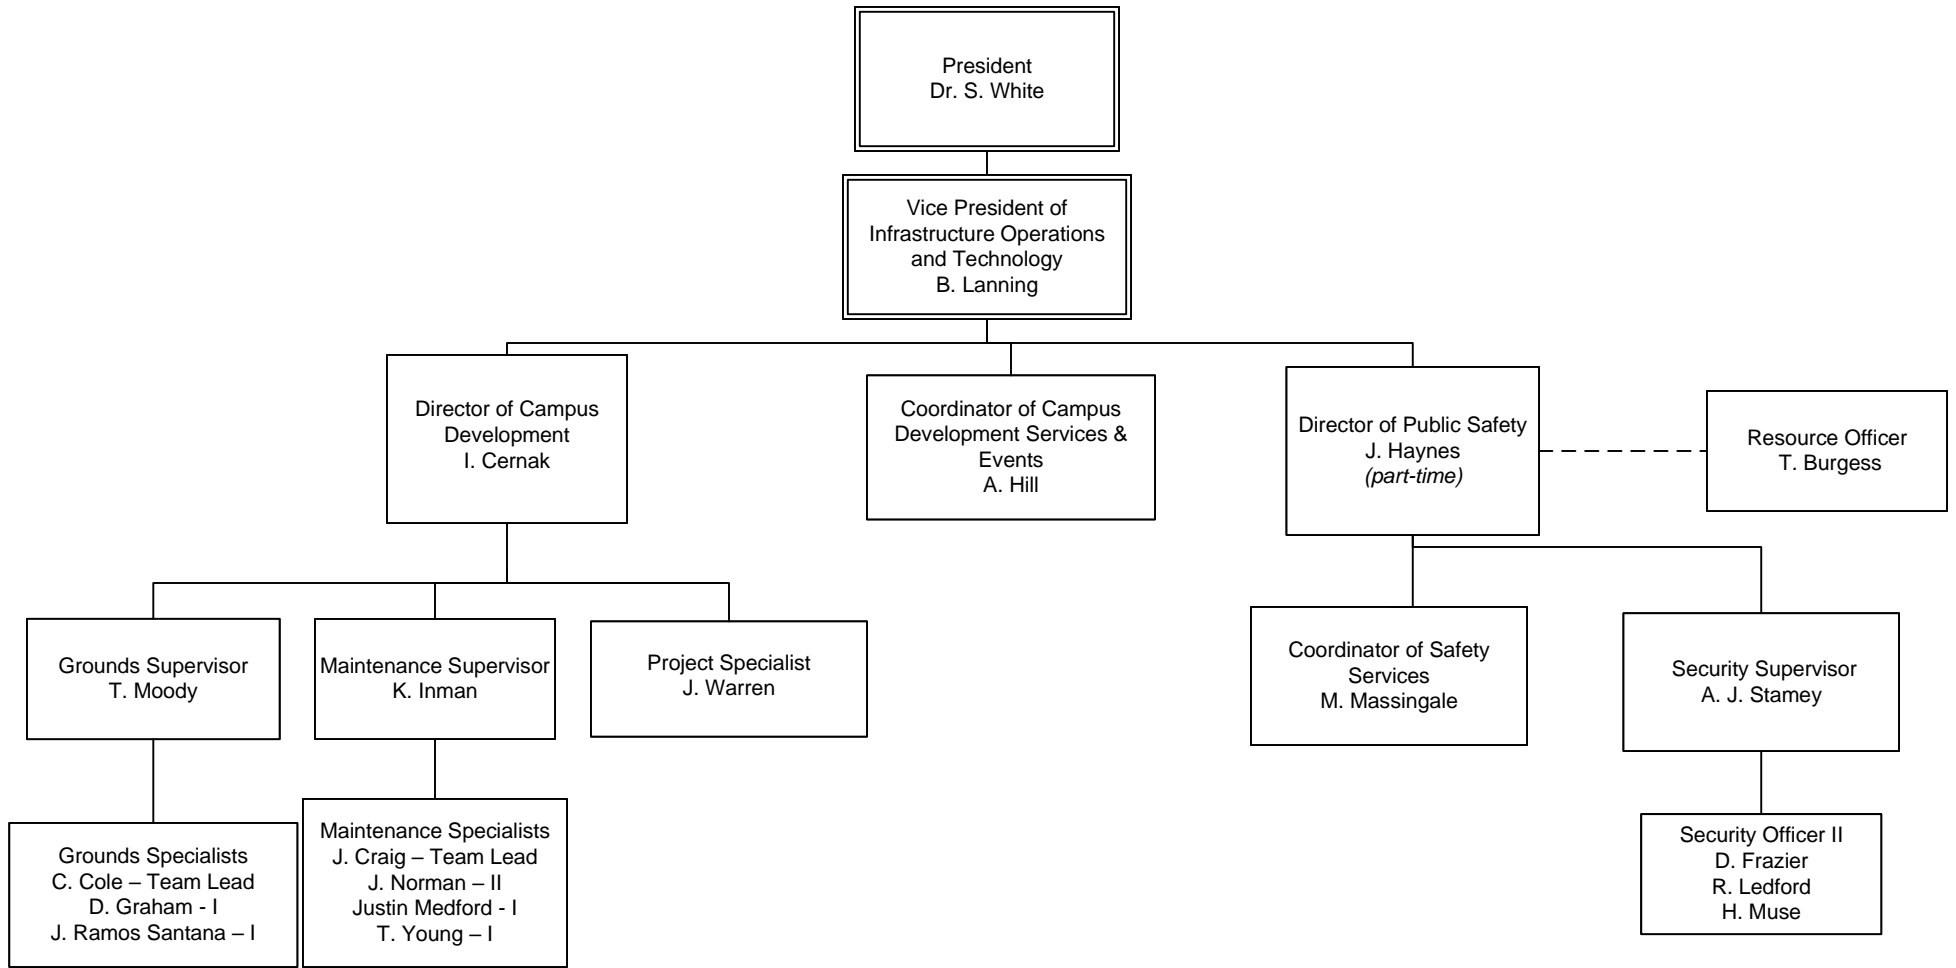 President
Dr. S. White
Vice President of
Infrastructure Operations
and Technology
B. Lanning
Director of Campus
Development
I. Cernak
Coordinator of Campus
Development Services &
Events
A. Hill
Director of Public Safety
J. Haynes
(part-time)
Resource Officer
T. Burgess
Grounds Supervisor
T. Moody
Maintenance Supervisor
K. Inman
Project Specialist
J. Warren
Coordinator of Safety
Services
M. Massingale
Security Supervisor
A. J. Stamey
Grounds Specialists
C. Cole – Team Lead
D. Graham - I
J. Ramos Santana – I
Maintenance Specialists
J. Craig – Team Lead
J. Norman – II
Justin Medford - I
T. Young – I
Security Officer II
D. Frazier
R. Ledford
H. Muse